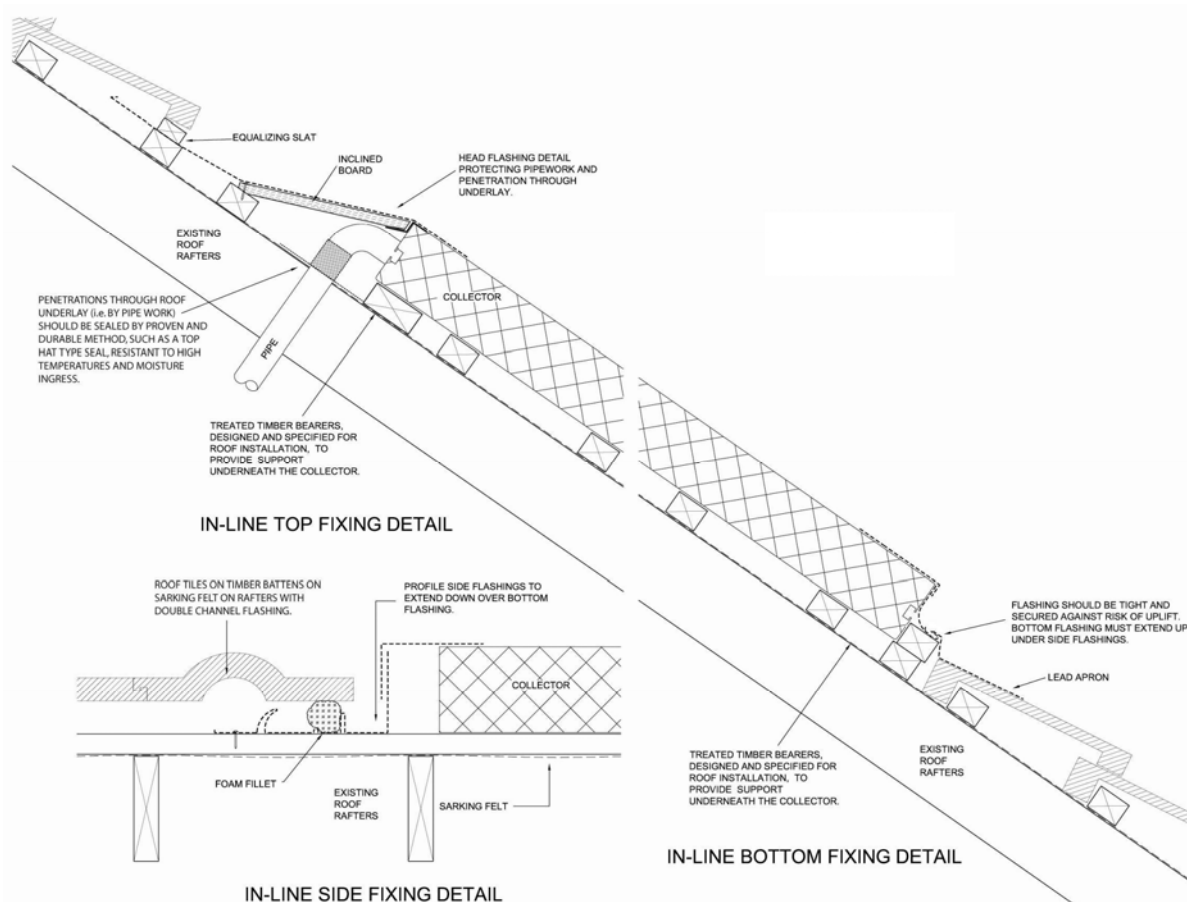 EQUALIZING SLAT
INCLINED
BOARD
HEAD FLASHING DETAIL
PROTECTING PIPEWORK AND
PENETRATION THROUGH
UNDERLAY.
EXISTING
ROOF
RAFTERS
COLLECTOR
PENETRATIONS THROUGH ROOF
UNDERLAY (i.e. BY PIPE WORK)
SHOULD BE SEALED BY PROVEN AND
DURABLE METHOD, SUCH AS A TOP
HAT TYPE SEAL, RESISTANT TO HIGH
TEMPERATURES AND MOISTURE
INGRESS.
PIPE
TREATED TIMBER BEARERS,
DESIGNED AND SPECIFIED FOR
ROOF INSTALLATION, TO
PROVIDE SUPPORT
UNDERNEATH THE COLLECTOR.
IN-LINE TOP FIXING DETAIL
ROOF TILES ON TIMBER BATTENS ON
SARKING FELT ON RAFTERS WITH
DOUBLE CHANNEL FLASHING.
PROFILE SIDE FLASHINGS TO
EXTEND DOWN OVER BOTTOM
FLASHING.
COLLECTOR
FOAM FILLET
EXISTING
ROOF
RAFTERS
SARKING FELT
IN-LINE SIDE FIXING DETAIL
FLASHING SHOULD BE TIGHT AND
SECURED AGAINST RISK OF UPLIFT.
BOTTOM FLASHING MUST EXTEND UP
UNDER SIDE FLASHINGS.
LEAD APRON
TREATED TIMBER BEARERS,
DESIGNED AND SPECIFIED FOR
ROOF INSTALLATION, TO
PROVIDE SUPPORT
UNDERNEATH THE COLLECTOR.
EXISTING
ROOF
RAFTERS
IN-LINE BOTTOM FIXING DETAIL